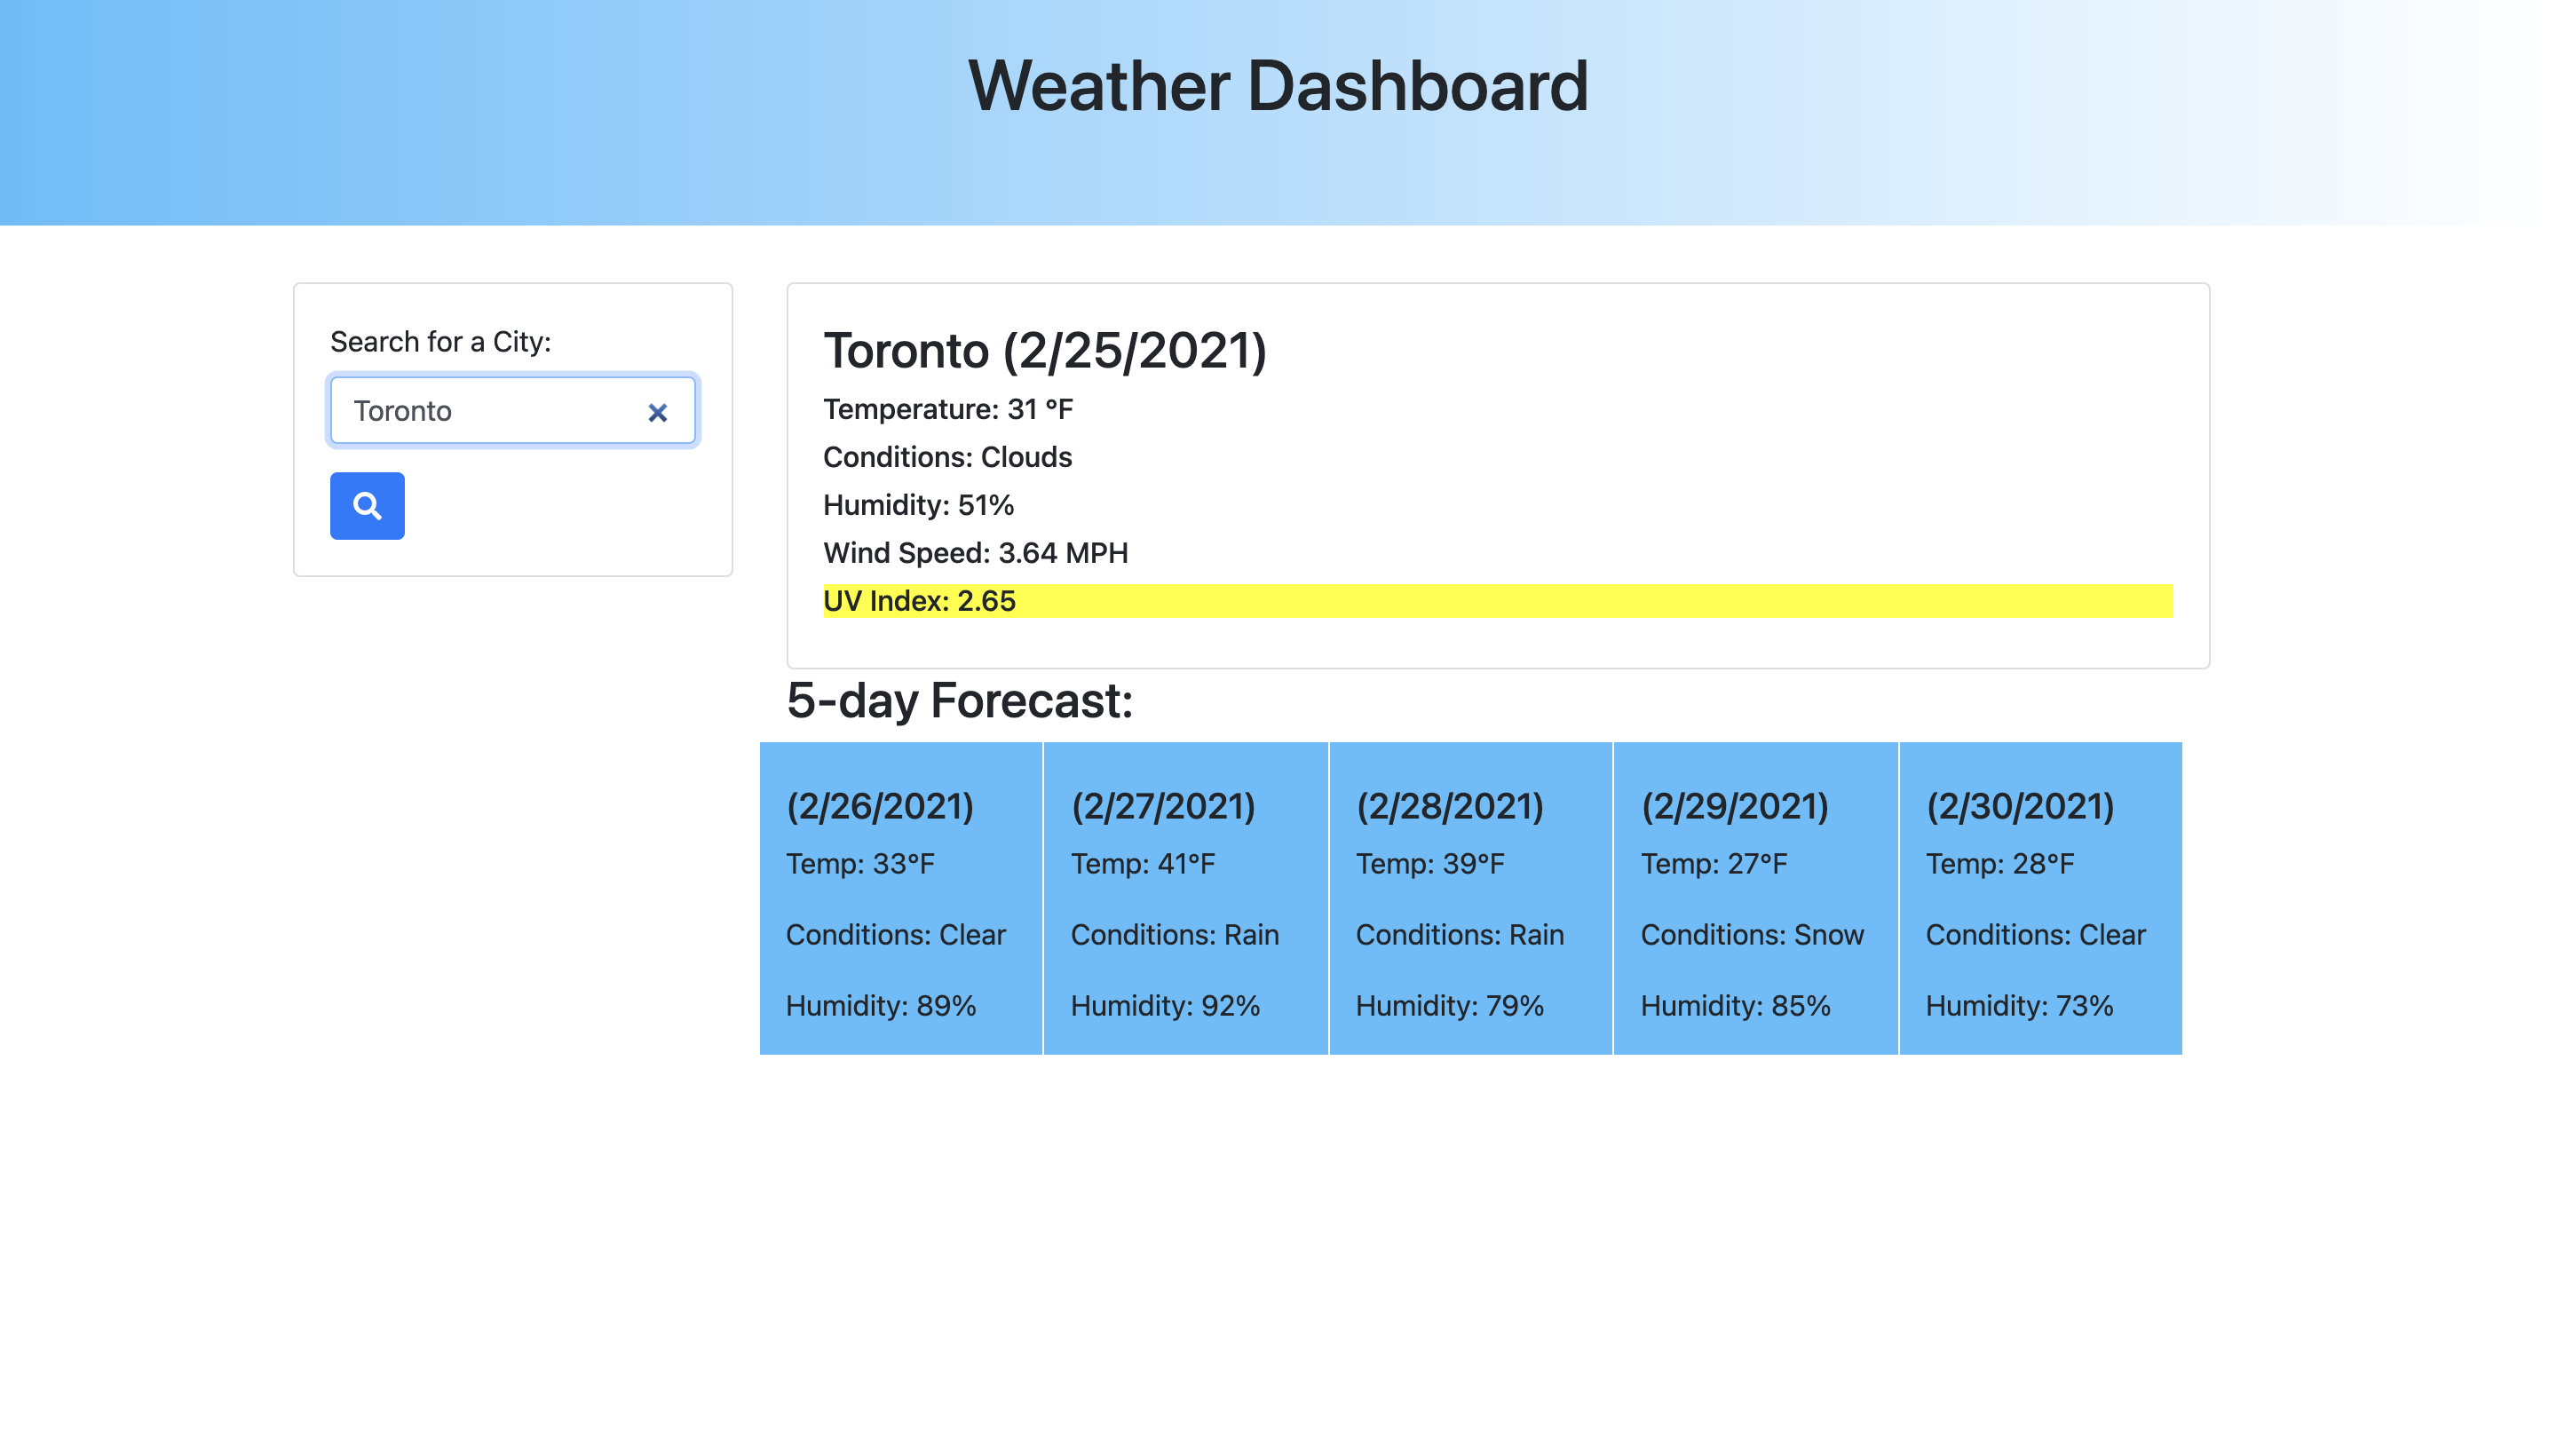 Weather Dashboard
Search for a City:
Toronto
Toronto (2/25/2021)
Temperature: 31 °F
Conditions: Clouds
Humidity: 51%
Wind Speed: 3.64 MPH
UV Index: 2.65
5-day Forecast:
(2/26/2021)
Temp: 33°F
Conditions: Clear
Humidity: 89%
(2/27/2021)
Temp: 41°F
Conditions: Rain
Humidity: 92%
(2/28/2021)
Temp: 39°F
Conditions: Rain
Humidity: 79%
(2/29/2021)
Temp: 27°F
Conditions: Snow
Humidity: 85%
(2/30/2021)
Temp: 28°F
Conditions: Clear
Humidity: 73%